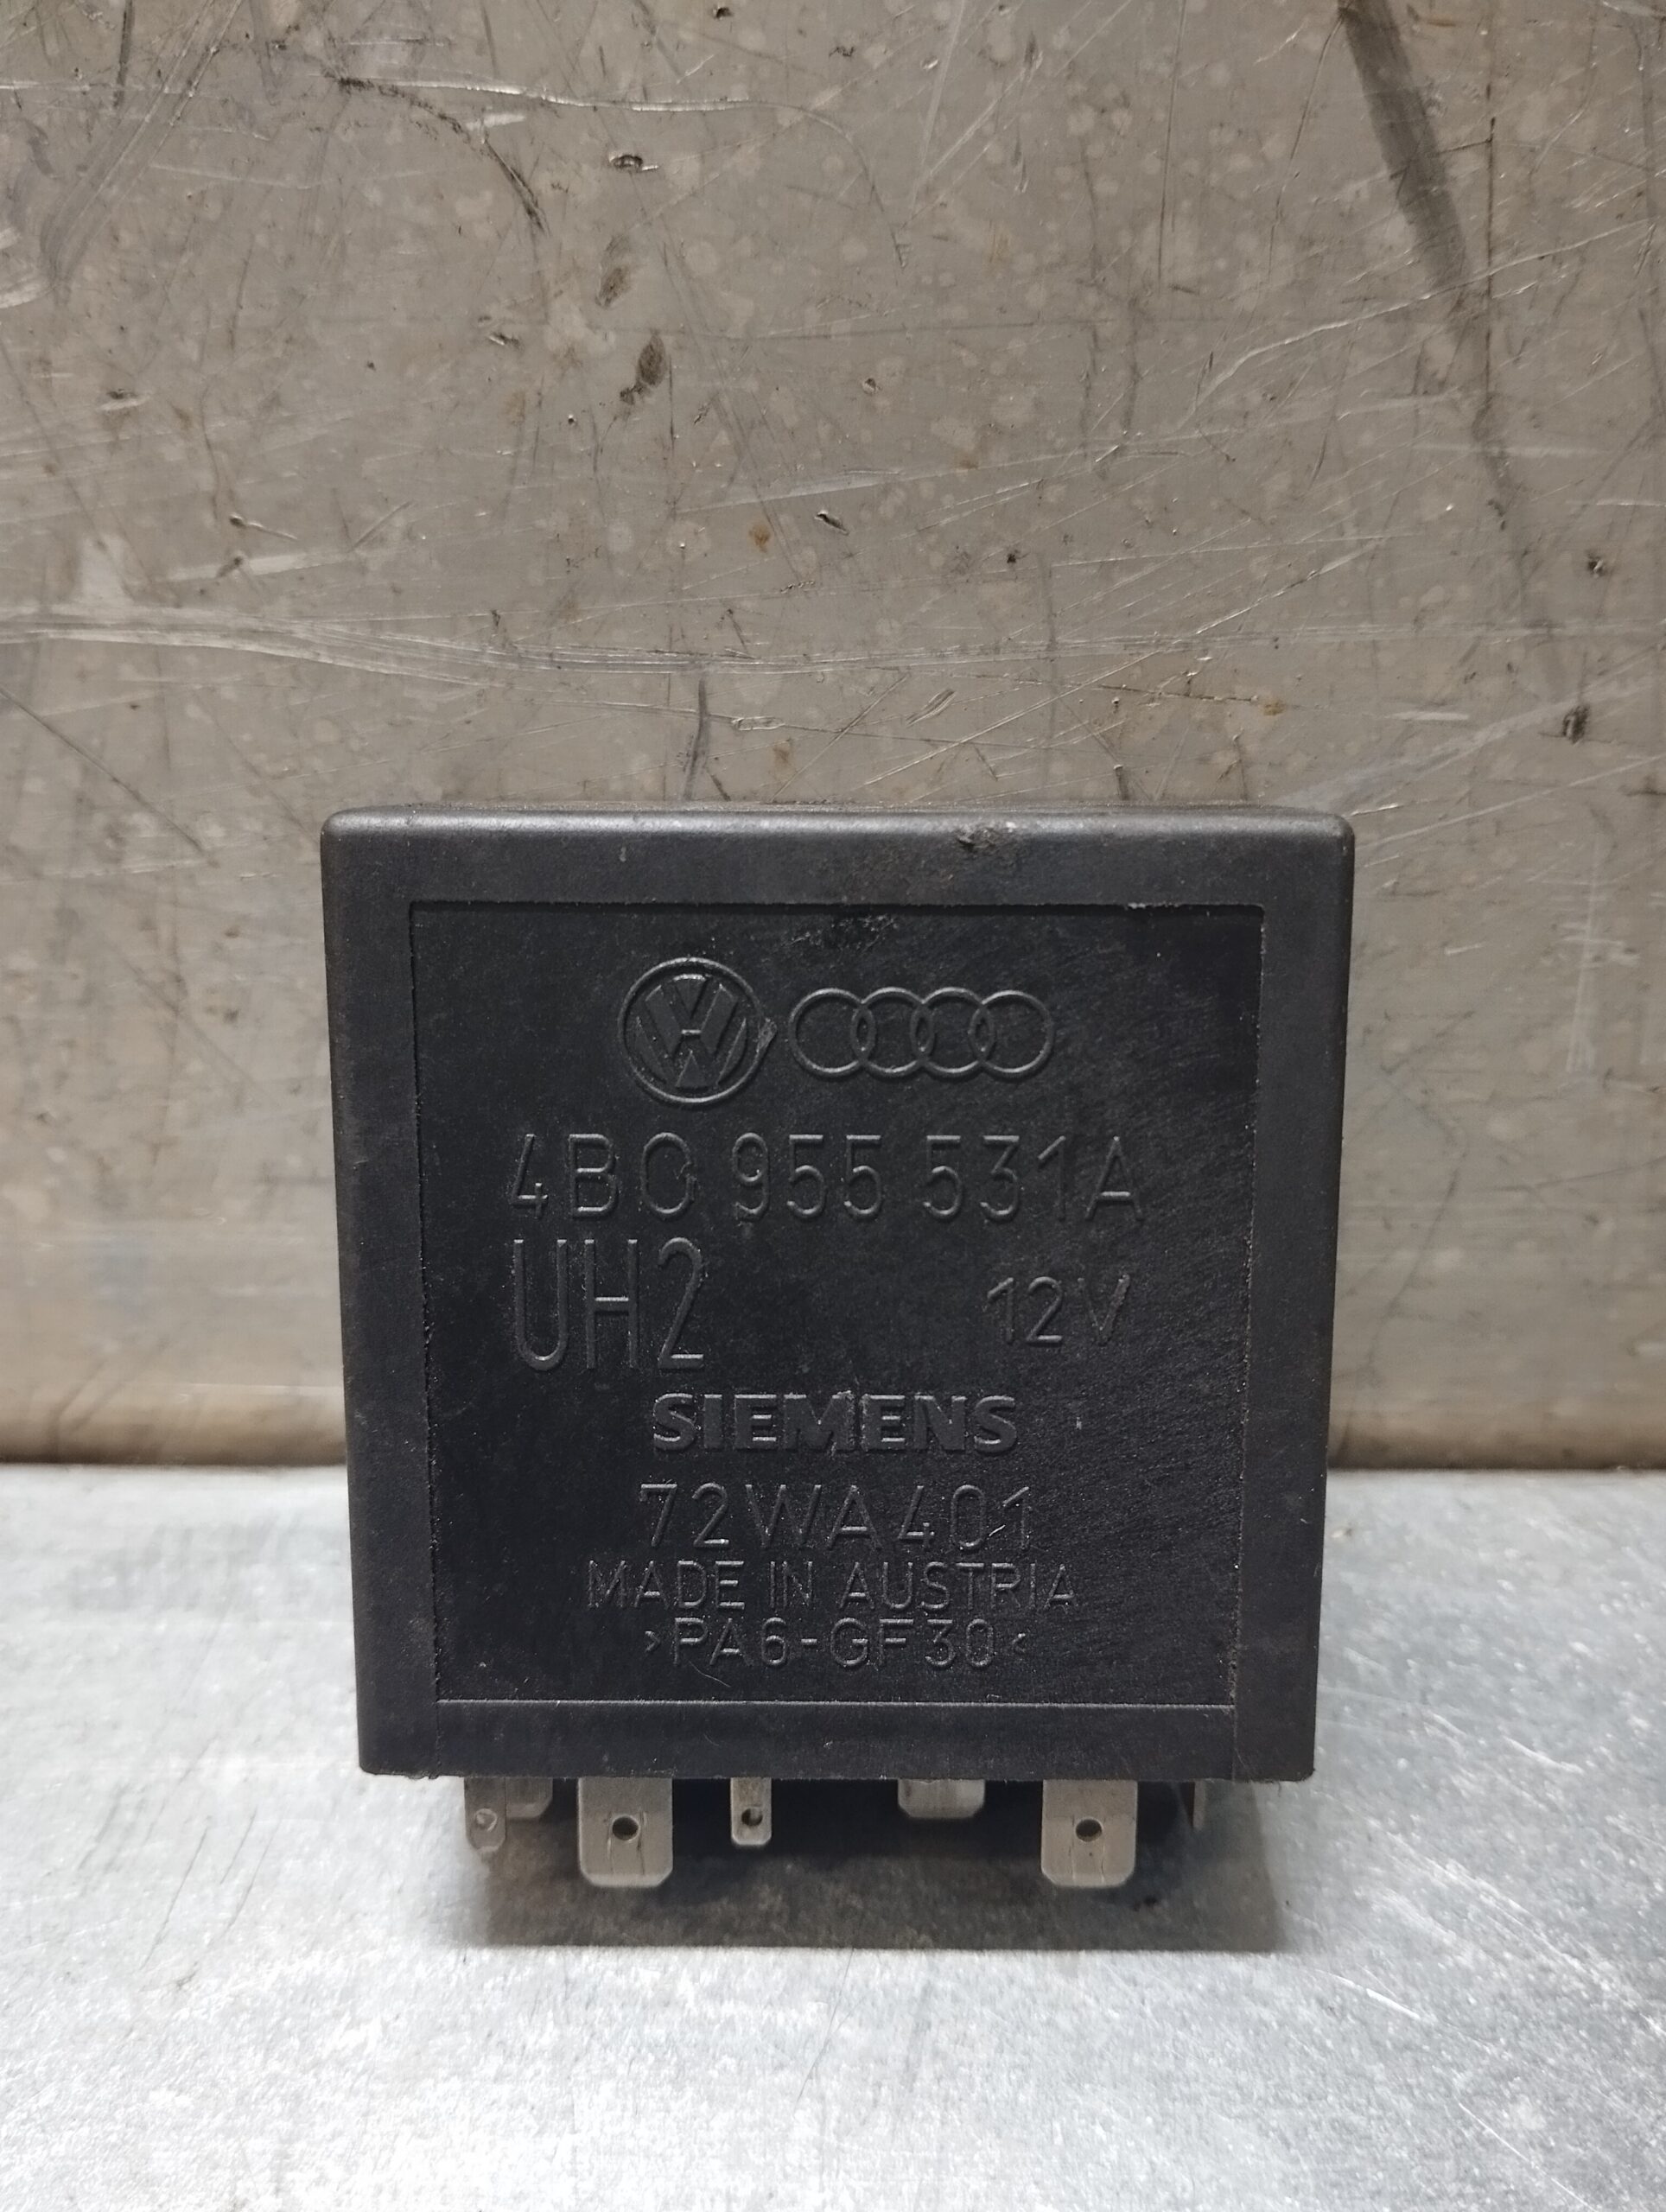 4B0 955 531A
UH2 12V
SIEMENS
72WA401
MADE IN AUSTRIA
>PA6-GF30<